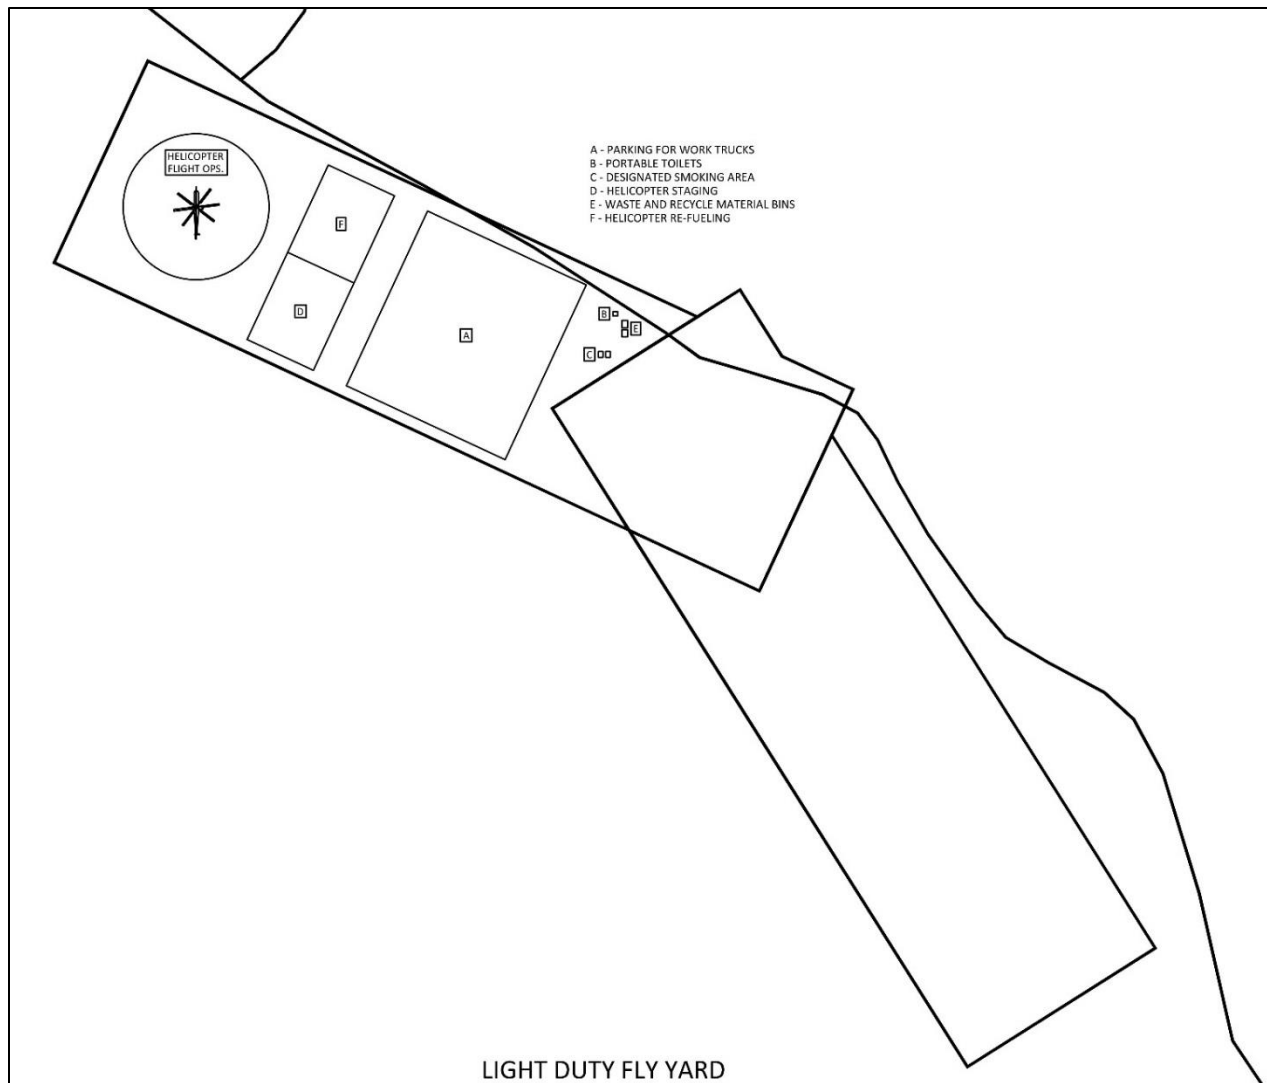 HELICOPTER
FLIGHT OPS.
A - PARKING FOR WORK TRUCKS
B - PORTABLE TOILETS
C - DESIGNATED SMOKING AREA
D - HELICOPTER STAGING
E - WASTE AND RECYCLE MATERIAL BINS
F - HELICOPTER RE-FUELING
F
D
A
B
E
C
LIGHT DUTY FLY YARD